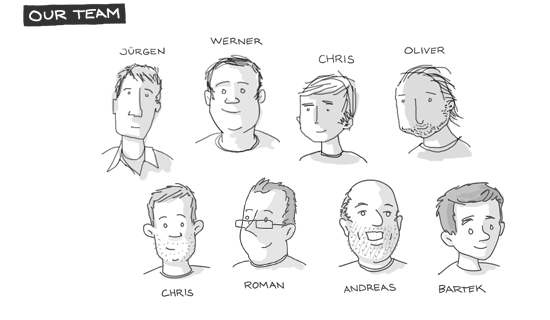 OUR TEAM
JÜRGEN
WERNER
CHRIS
OLIVER
CHRIS
ROMAN
ANDREAS
BARTEK